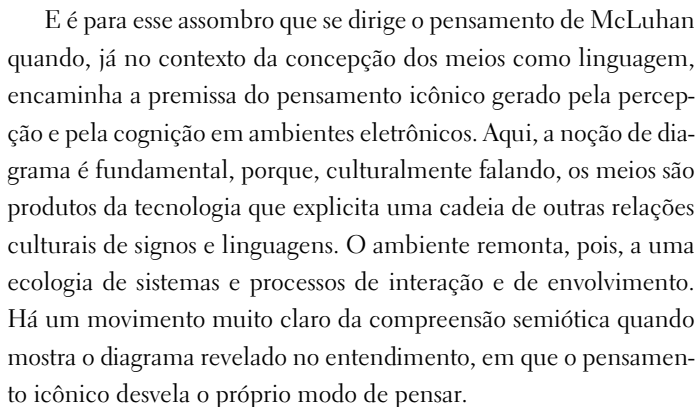 E é para esse assombro que se dirige o pensamento de McLuhan
quando, já no contexto da concepção dos meios como linguagem,
encaminha a premissa do pensamento icônico gerado pela percep-
ção e pela cognição em ambientes eletrônicos. Aqui, a noção de dia-
grama é fundamental, porque, culturalmente falando, os meios são
produtos da tecnologia que explicita uma cadeia de outras relações
culturais de signos e linguagens. O ambiente remonta, pois, a uma
ecologia de sistemas e processos de interação e de envolvimento.
Há um movimento muito claro da compreensão semiótica quando
mostra o diagrama revelado no entendimento, em que o pensamen-
to icônico desvela o próprio modo de pensar.